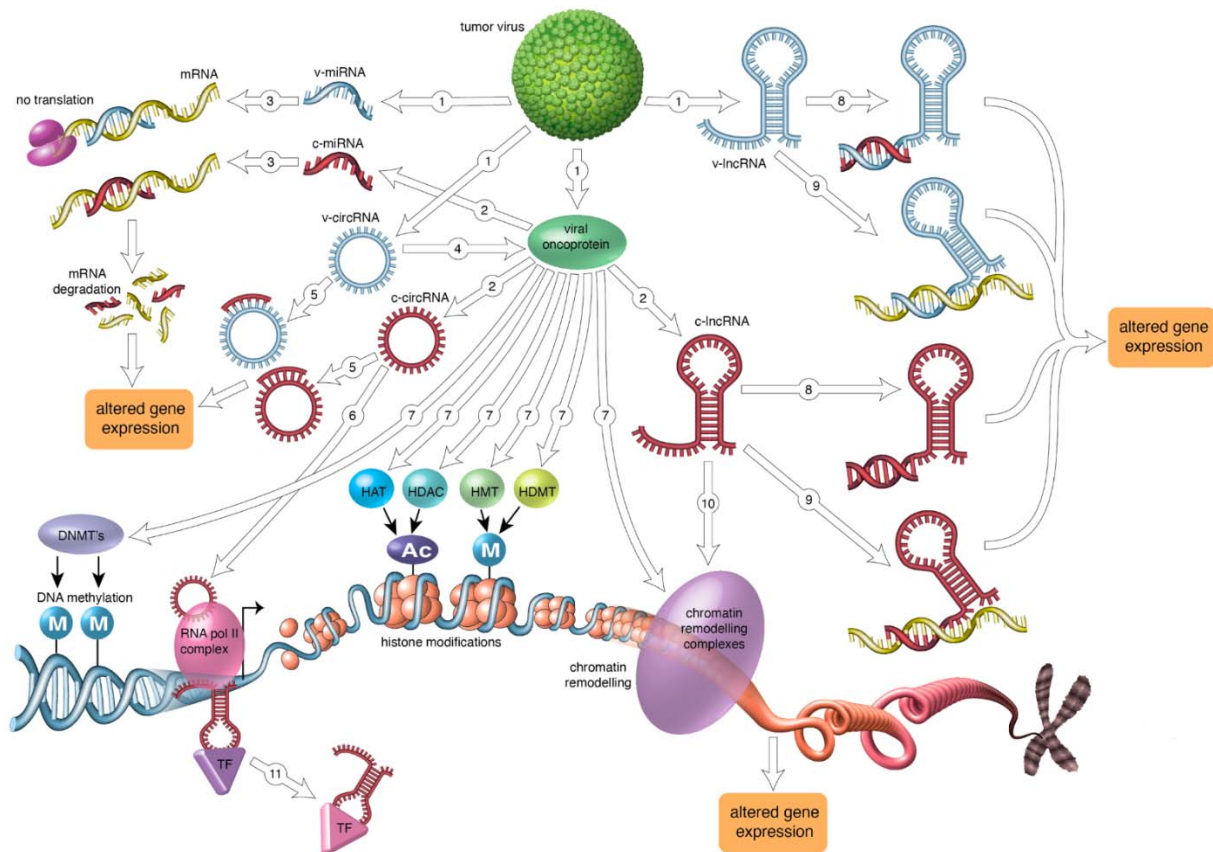 tumor virus
mRNA
v-miRNA
no translation
3
1
1
8
c-miRNA
3
1
1
v-lncRNA
9
2
v-circRNA
viral
oncoprotein
4
mRNA
degradation
5
c-circRNA
2
2
c-lncRNA
altered gene
expression
5
8
altered gene
expression
6
7
7
7
7
7
7
HAT
HDAC
HMT
HDMT
10
9
DNMT's
Ac
M
DNA methylation
M
M
RNA pol II
complex
histone modifications
chromatin
remodelling
complexes
chromatin
remodelling
TF
11
TF
altered gene
expression